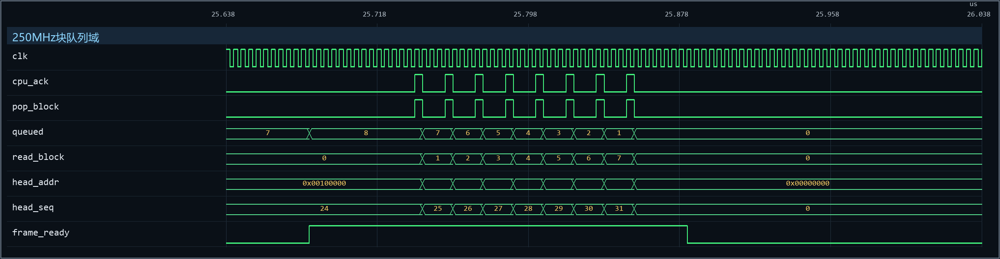 us
25.638 25.718 25.798 25.878 25.958 26.038
250MHz块队列域
clk
cpu_ack
pop_block
queued 7 8 7 6 5 4 3 2 1 0
read_block 0 1 2 3 4 5 6 7 0
head_addr 0x00100000 0x00000000
head_seq 24 25 26 27 28 29 30 31 0
frame_ready